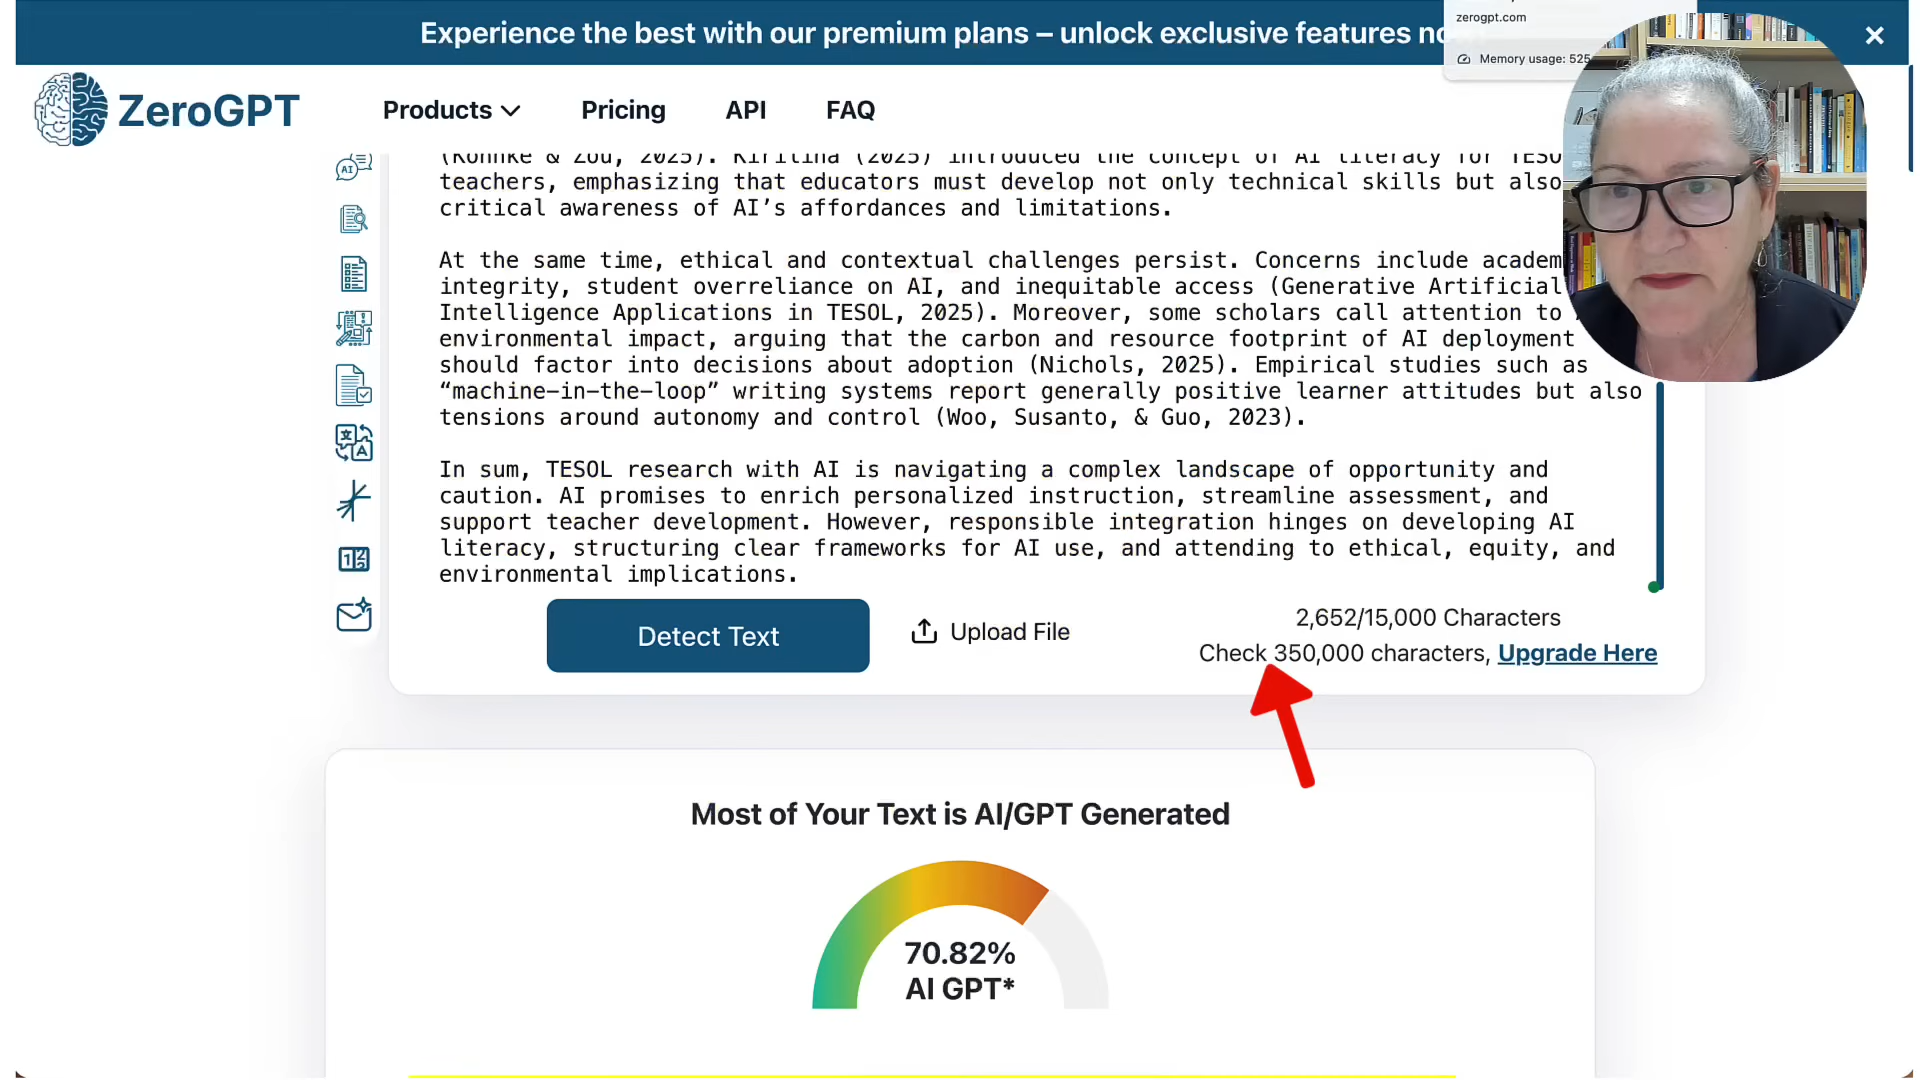 Experience the best with our premium plans – unlock exclusive features no
zerogpt.com
Memory usage: 525
ZeroGPT
Products
Pricing
API
FAQ
(Kohnke & Zou, 2025). Kiritina (2025) introduced the concept of AI literacy for TESO
teachers, emphasizing that educators must develop not only technical skills but also
critical awareness of AI’s affordances and limitations.
At the same time, ethical and contextual challenges persist. Concerns include academ
integrity, student overreliance on AI, and inequitable access (Generative Artificial
Intelligence Applications in TESOL, 2025). Moreover, some scholars call attention to
environmental impact, arguing that the carbon and resource footprint of AI deployment
should factor into decisions about adoption (Nichols, 2025). Empirical studies such as
“machine-in-the-loop” writing systems report generally positive learner attitudes but also
tensions around autonomy and control (Woo, Susanto, & Guo, 2023).
In sum, TESOL research with AI is navigating a complex landscape of opportunity and
caution. AI promises to enrich personalized instruction, streamline assessment, and
support teacher development. However, responsible integration hinges on developing AI
literacy, structuring clear frameworks for AI use, and attending to ethical, equity, and
environmental implications.
Detect Text
Upload File
2,652/15,000 Characters
Check 350,000 characters, Upgrade Here
Most of Your Text is AI/GPT Generated
70.82%
AI GPT*